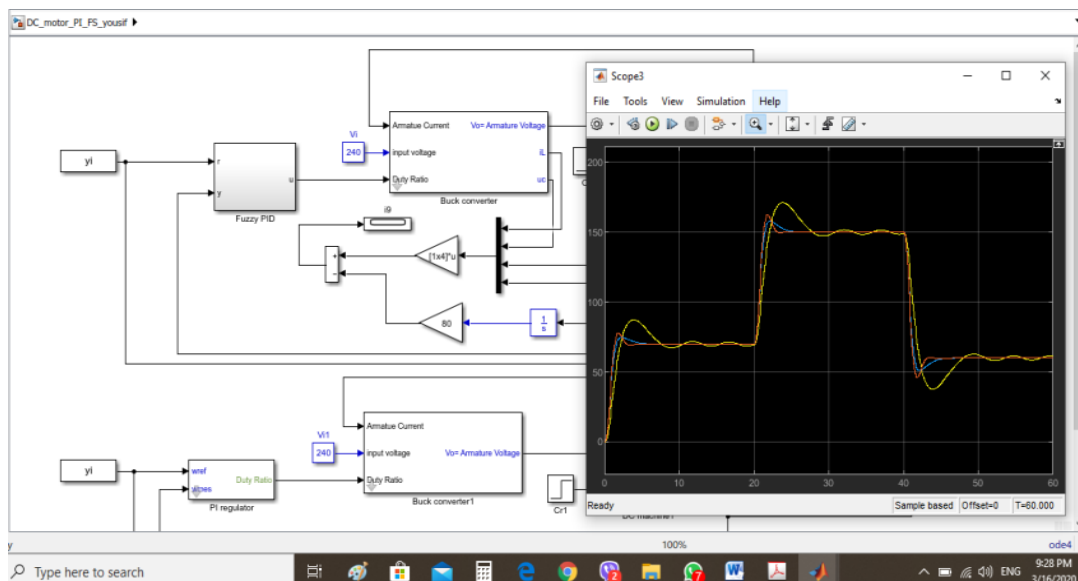 DC_motor_PI_FS_yousif
yi
r
y
u
Fuzzy PID
Vi
240
Armatue Current
input voltage
Duty Ratio
Vo= Armature Voltage
iL
uc
Buck converter
i9
+
−
[1x4]*u
80
1
s
Scope3
File Tools View Simulation Help
200
150
100
50
0
0 10 20 30 40 50 60
Ready
Sample based Offset=0 T=60.000
yi
wref
Duty Ratio
PI regulator
Vi1
240
Armatue Current
input voltage
Duty Ratio
Vo= Armature Voltage
Buck converter1
Cr1
100%
ode4
Type here to search
2
7
ENG
9:28 PM